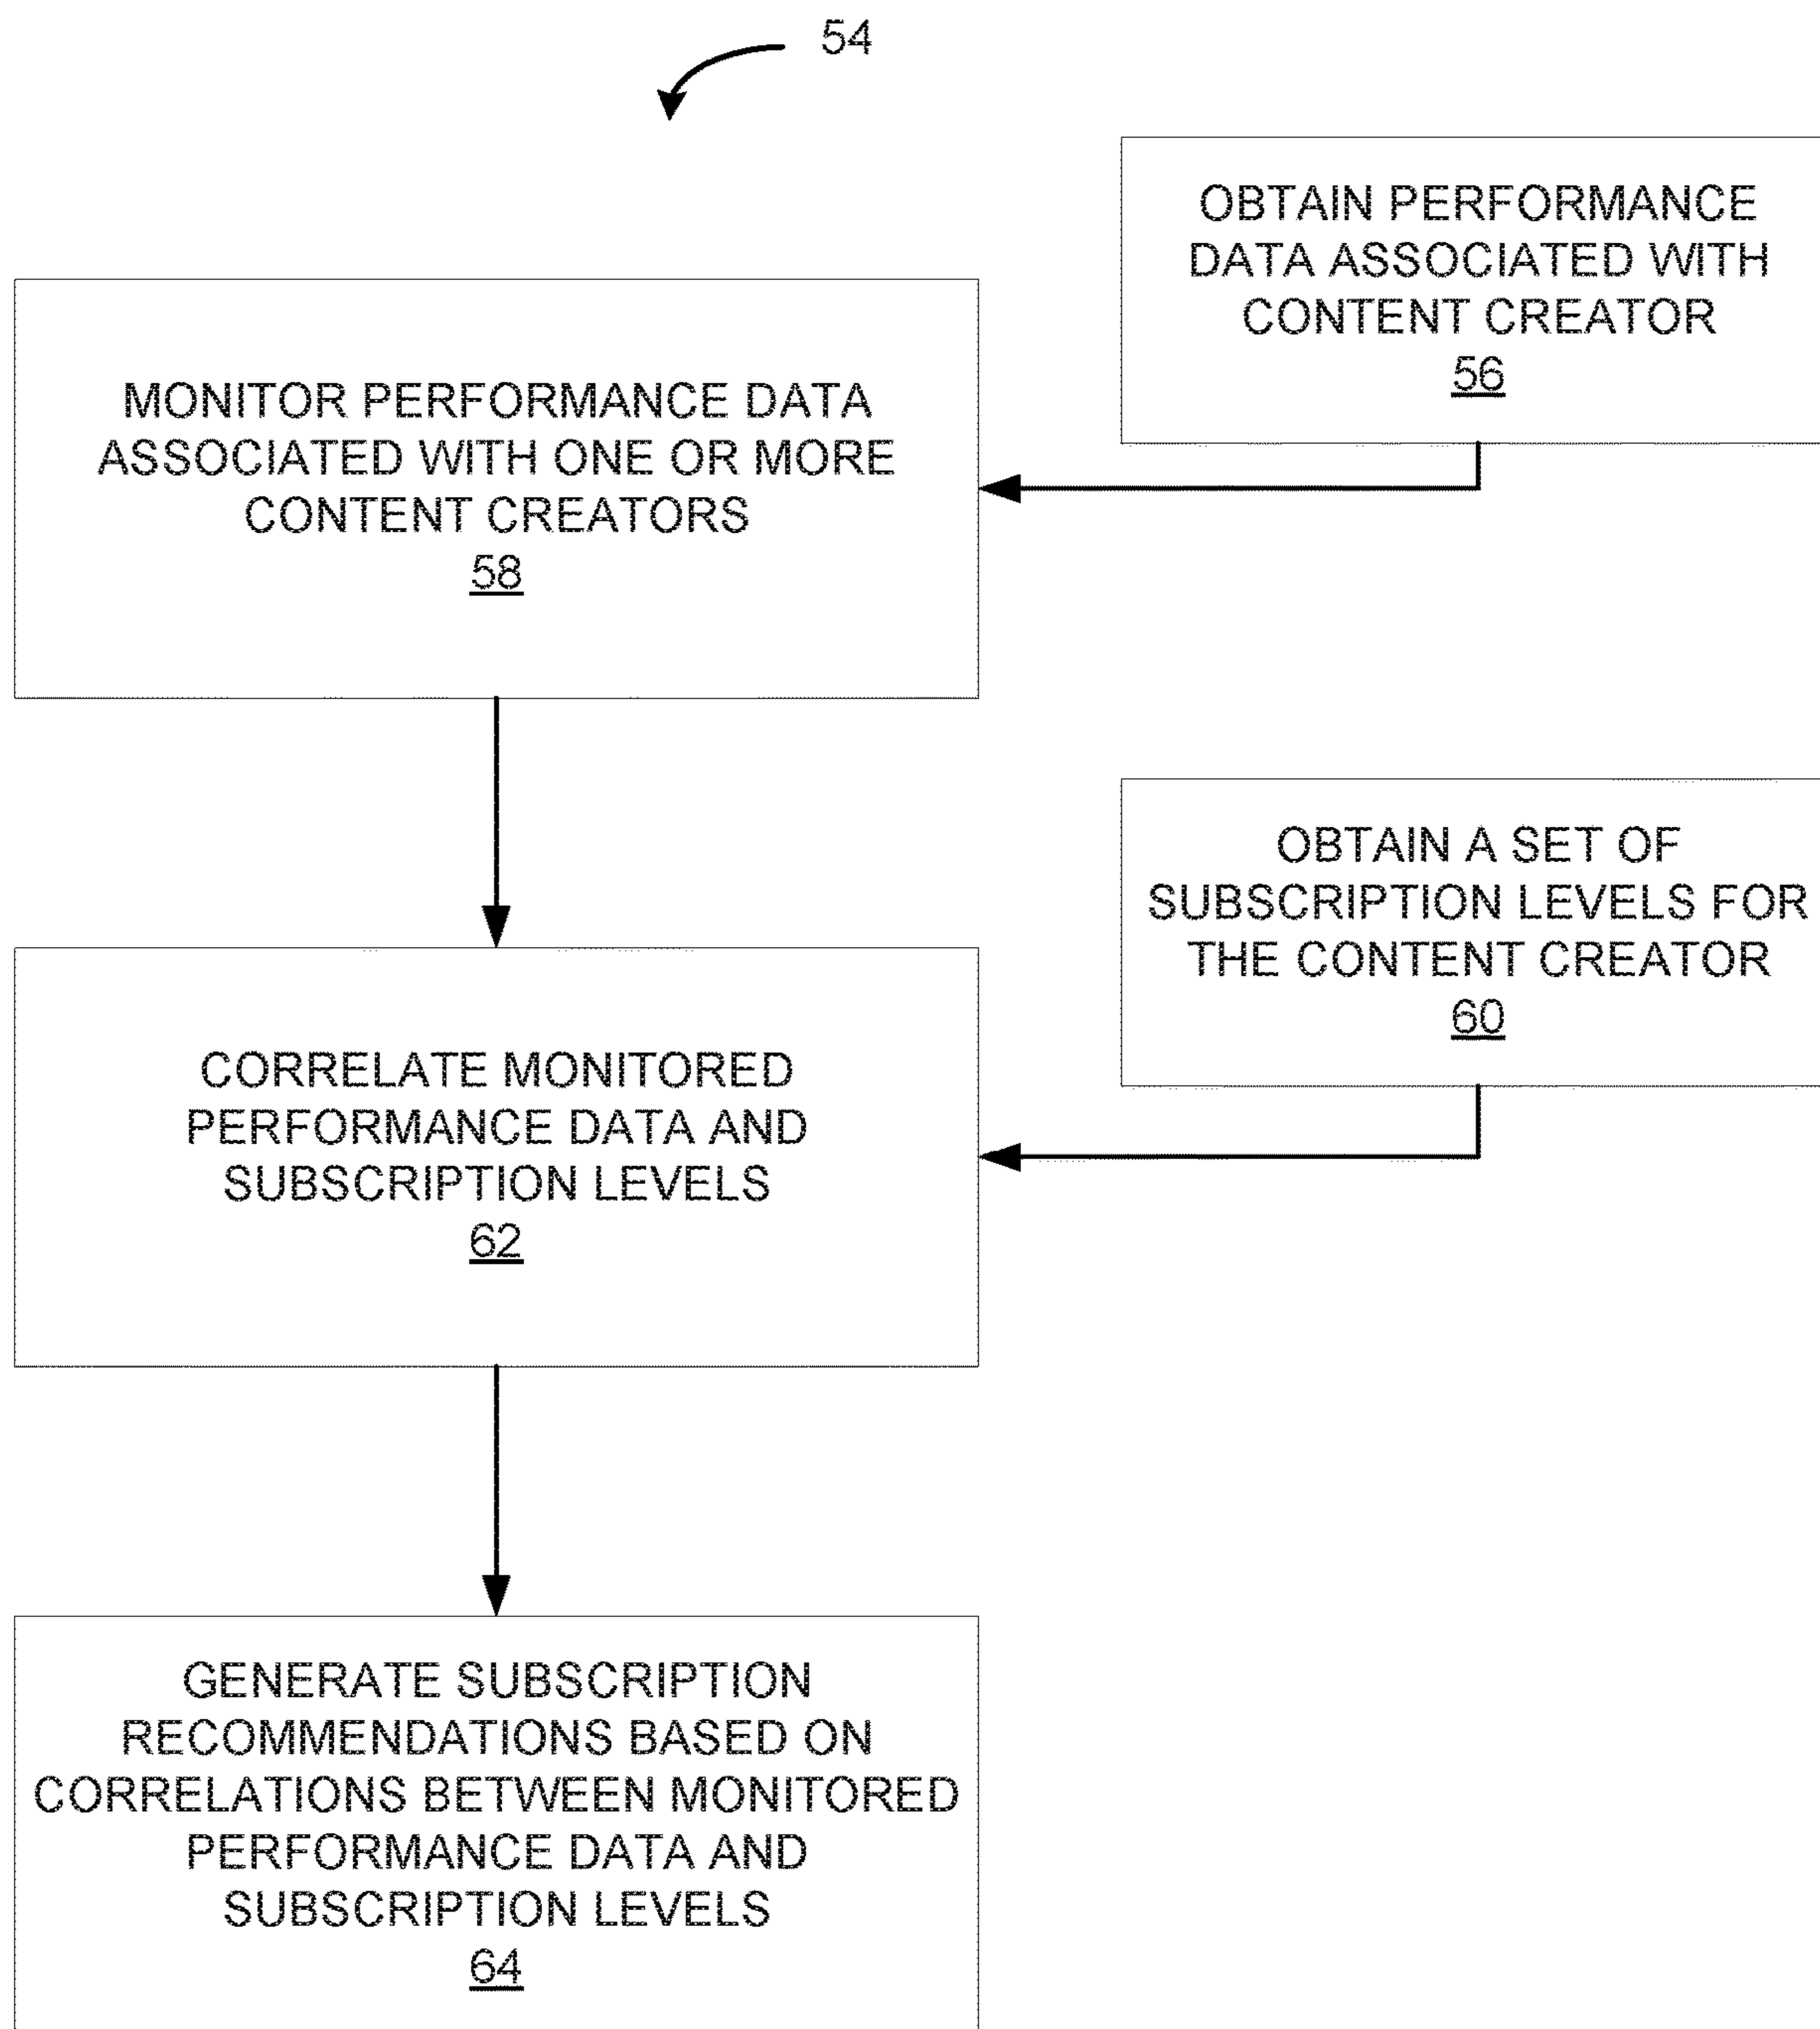 54
OBTAIN PERFORMANCE
DATA ASSOCIATED WITH
CONTENT CREATOR
56
MONITOR PERFORMANCE DATA
ASSOCIATED WITH ONE OR MORE
CONTENT CREATORS
58
OBTAIN A SET OF
SUBSCRIPTION LEVELS FOR
THE CONTENT CREATOR
60
CORRELATE MONITORED
PERFORMANCE DATA AND
SUBSCRIPTION LEVELS
62
GENERATE SUBSCRIPTION
RECOMMENDATIONS BASED ON
CORRELATIONS BETWEEN MONITORED
PERFORMANCE DATA AND
SUBSCRIPTION LEVELS
64